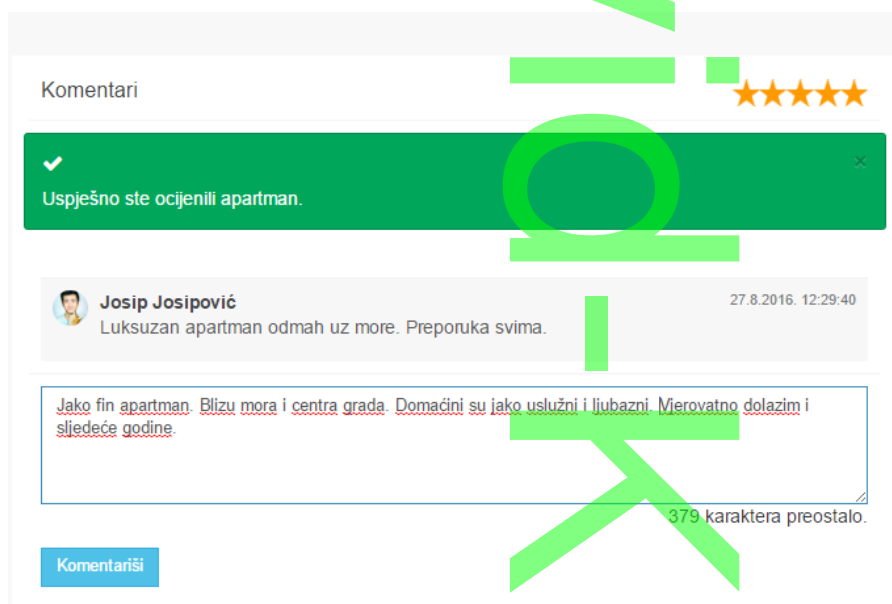 Komentari
Uspješno ste ocijenili apartman.
×
Josip Josipović
27.8.2016. 12:29:40
Luksuzan apartman odmah uz more. Preporuka svima.
Jako fin apartman. Blizu mora i centra grada. Domaćini su jako uslužni i ljubazni. Vjerovatno dolazim i
sljedeće godine.
379 karaktera preostalo.
Komentariši